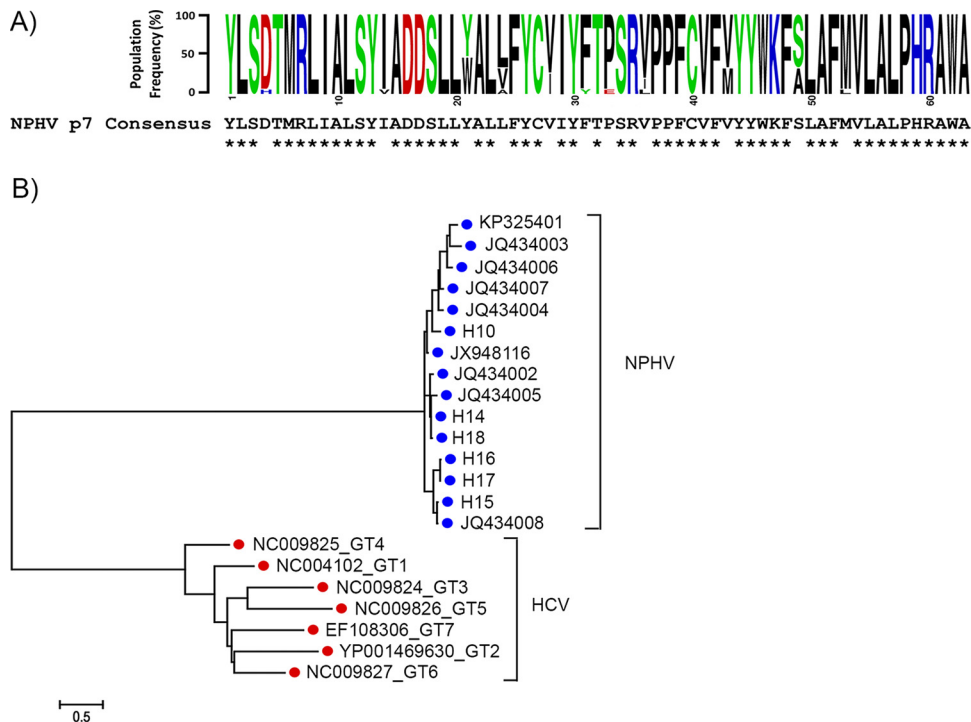 A)
Population
Frequency (%)
100
50
0
YLSDTMRLIALSYIADDSLLYALLFYCVIYFTPSRVPPFCVFVYYWKFSLAFMVLALPHRAWA
1 10 20 30 40 50 60
NPHV p7 Consensus YLSDTMRLIALSYIADDSLLYALLFYCVIYFTPSRVPPFCVFVYYWKFSLAFMVLALPHRAWA
*** ********* ****** ** *** ** * ** ****** ***** *** **********
B)
KP325401
JQ434003
JQ434006
JQ434007
JQ434004
H10
JX948116
JQ434002
JQ434005
H14
H18
H16
H17
H15
JQ434008
NPHV
NC009825_GT4
NC004102_GT1
NC009824_GT3
NC009826_GT5
EF108306_GT7
YP001469630_GT2
NC009827_GT6
HCV
0.5